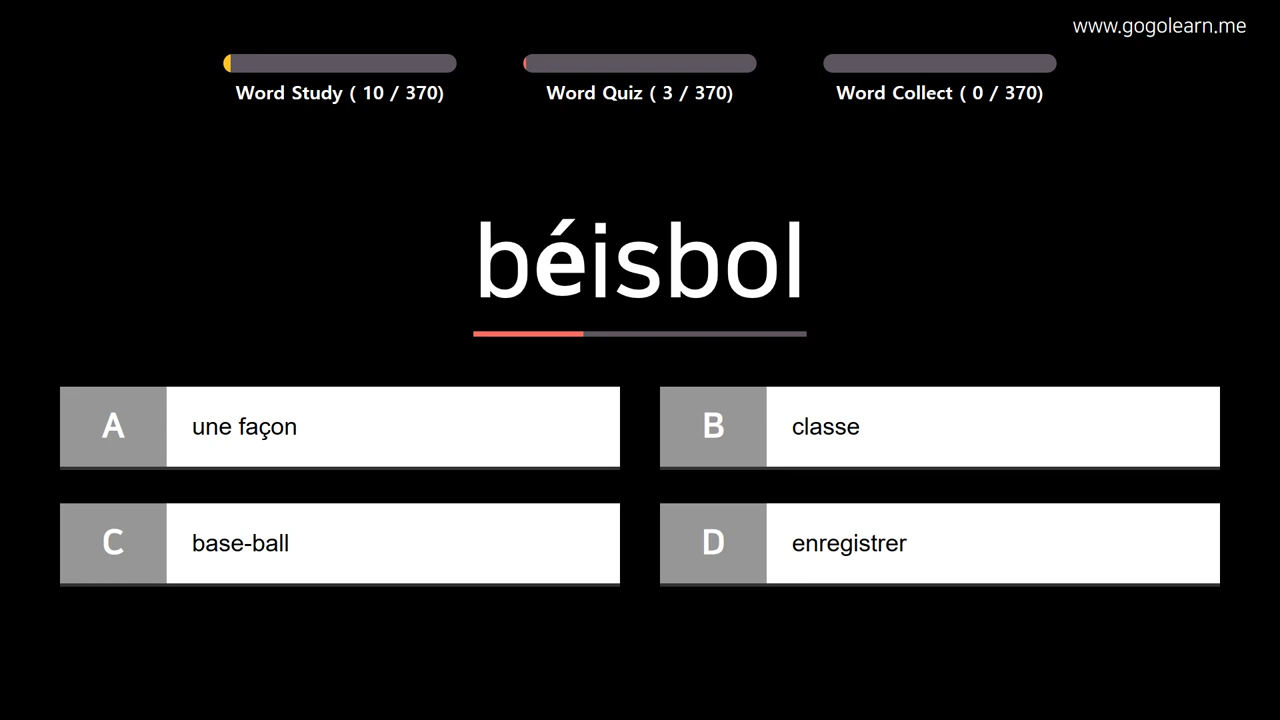 www.gogolearn.me
Word Study ( 10 / 370)
Word Quiz ( 3 / 370)
Word Collect ( 0 / 370)
béisbol
A une façon
B classe
C base-ball
D enregistrer